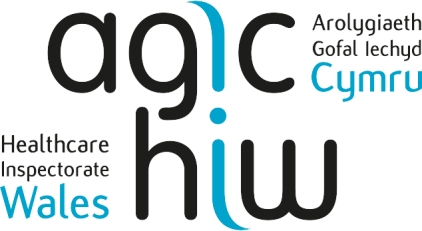 agic
Arolygiaeth
Gofal Iechyd
Cymru
Healthcare
Inspectorate
Wales
hiw